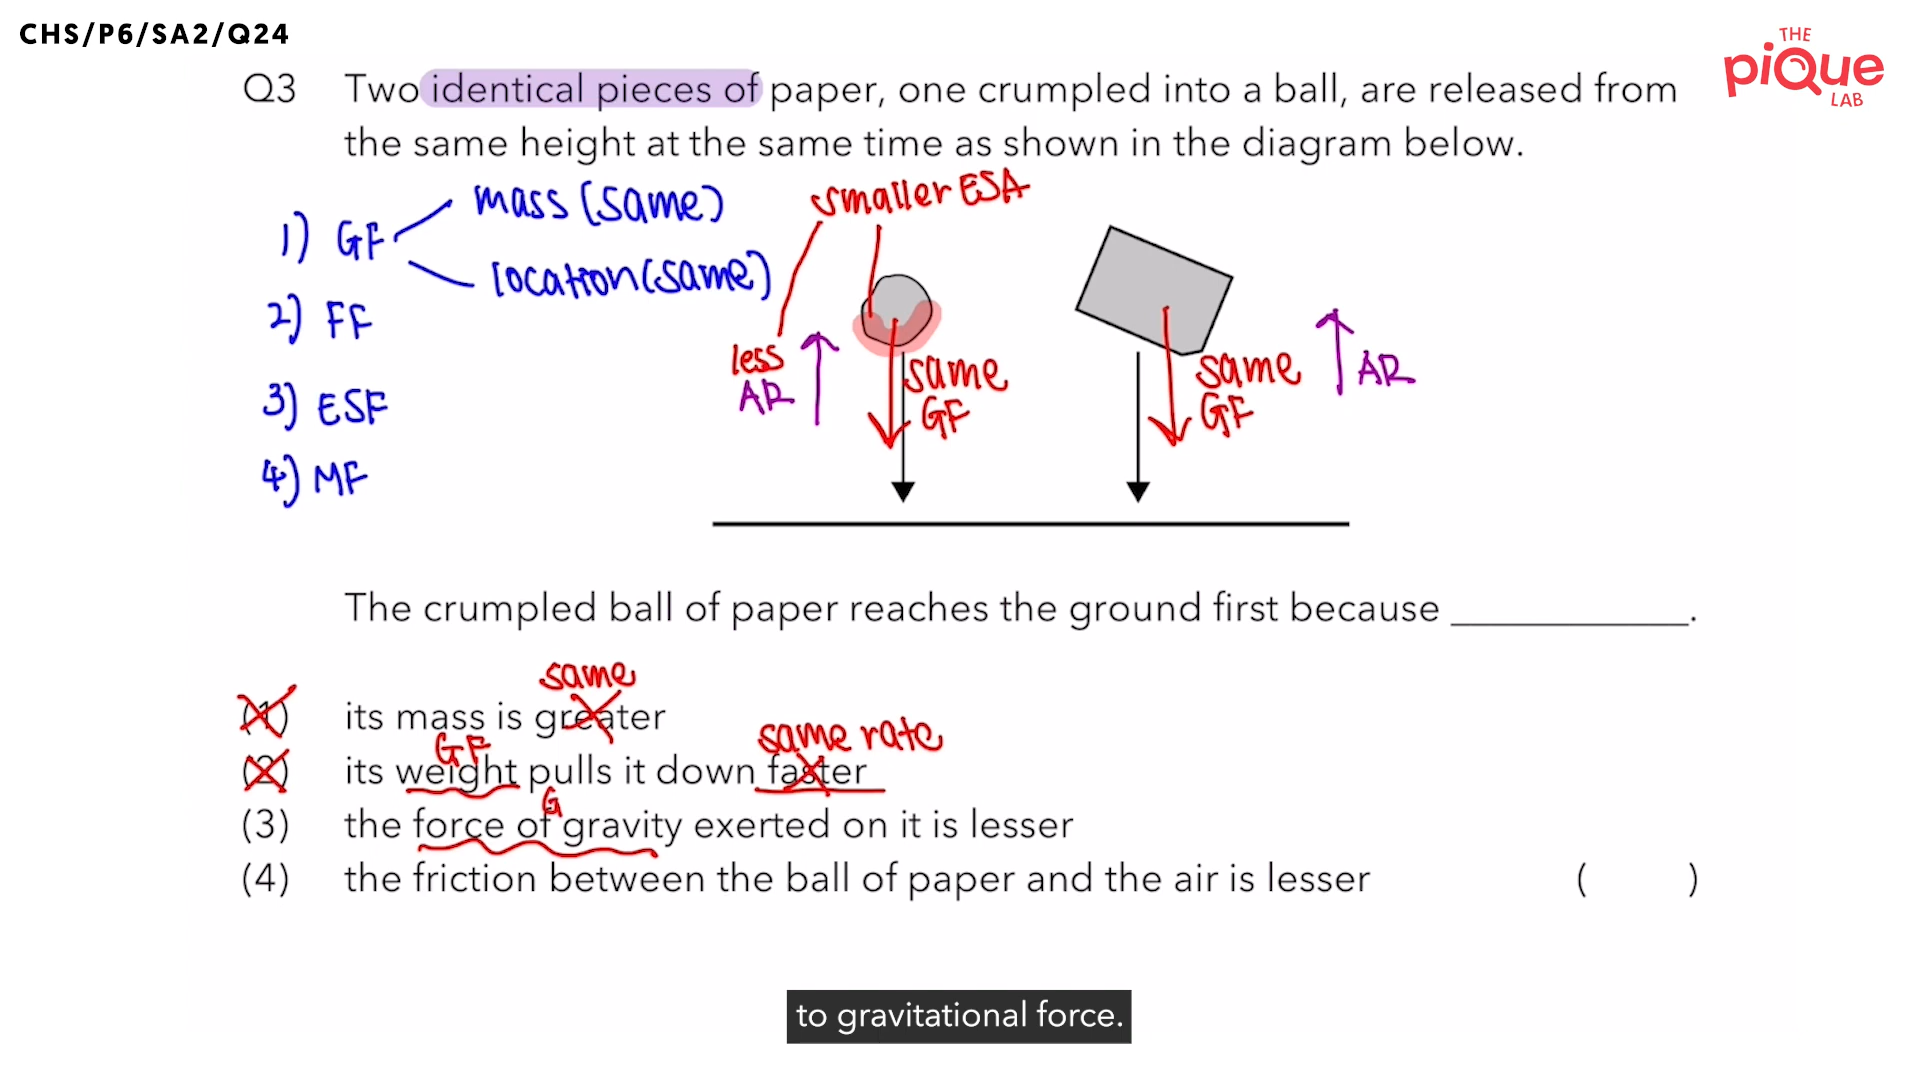 CHS/P6/SA2/Q24
THE
piQue
LAB
Q3 Two identical pieces of paper, one crumpled into a ball, are released from
the same height at the same time as shown in the diagram below.
1) GF
mass (same)
location (same)
2) FF
3) ESF
4) MF
smaller ESA
less
AR
same
GF
same
GF
AR
The crumpled ball of paper reaches the ground first because ____________.
same
(1) its mass is greater
GF
same rate
(2) its weight pulls it down faster
G
(3) the force of gravity exerted on it is lesser
(4) the friction between the ball of paper and the air is lesser ( )
to gravitational force.